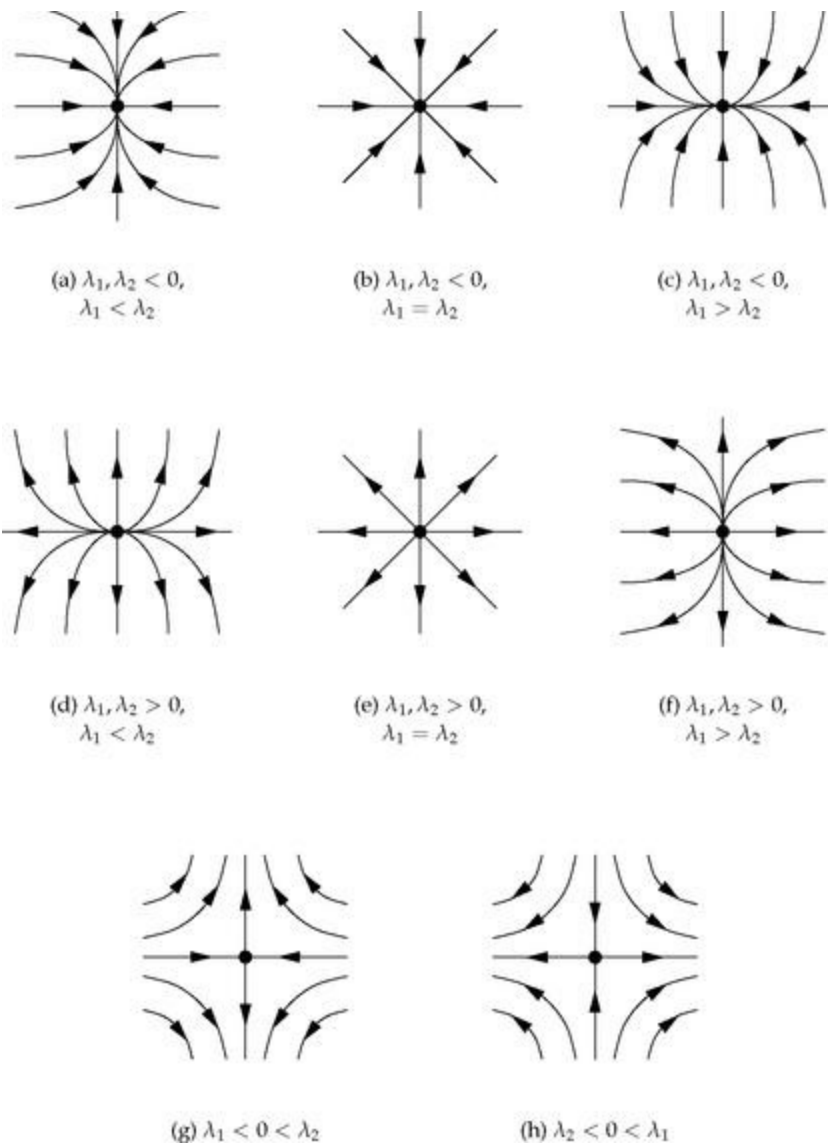 (a) λ₁, λ₂ < 0, (b) λ₁, λ₂ < 0, (c) λ₁, λ₂ < 0,
λ₁ < λ₂ λ₁ = λ₂ λ₁ > λ₂
(d) λ₁, λ₂ > 0, (e) λ₁, λ₂ > 0, (f) λ₁, λ₂ > 0,
λ₁ < λ₂ λ₁ = λ₂ λ₁ > λ₂
(g) λ₁ < 0 < λ₂ (h) λ₂ < 0 < λ₁